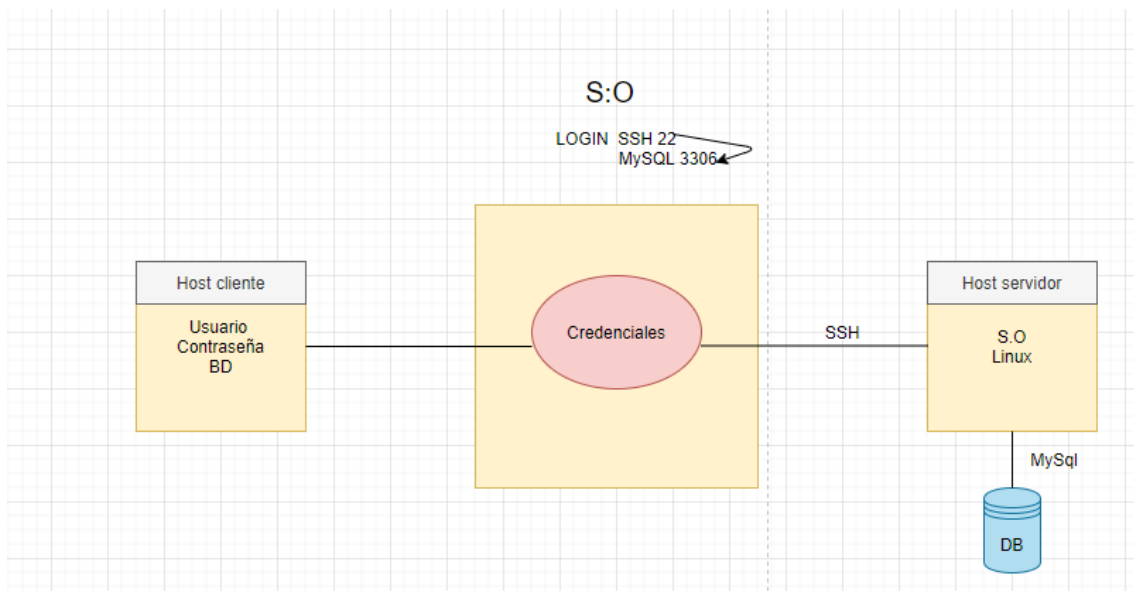 S:O
LOGIN SSH 22
MySQL 3306
Host cliente
Usuario
Contraseña
BD
Credenciales
SSH
Host servidor
S.O
Linux
MySql
DB